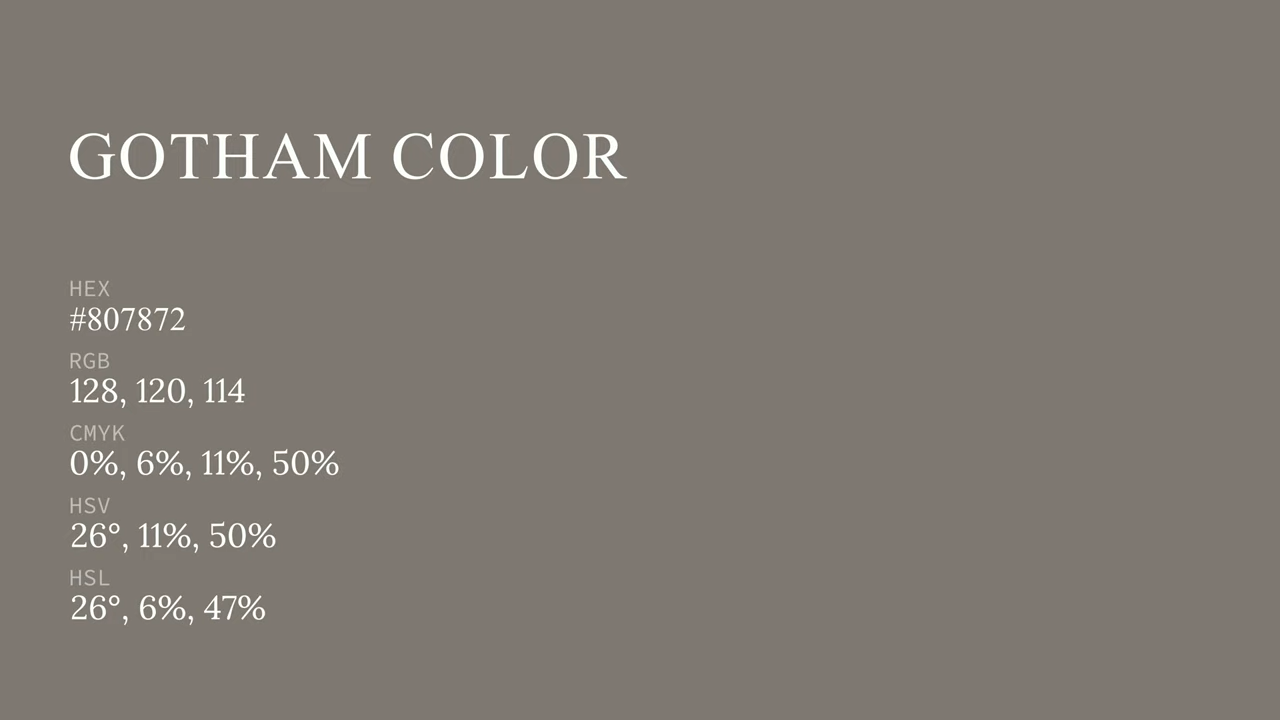 GOTHAM COLOR
HEX
#807872
RGB
128, 120, 114
CMYK
0%, 6%, 11%, 50%
HSV
26°, 11%, 50%
HSL
26°, 6%, 47%